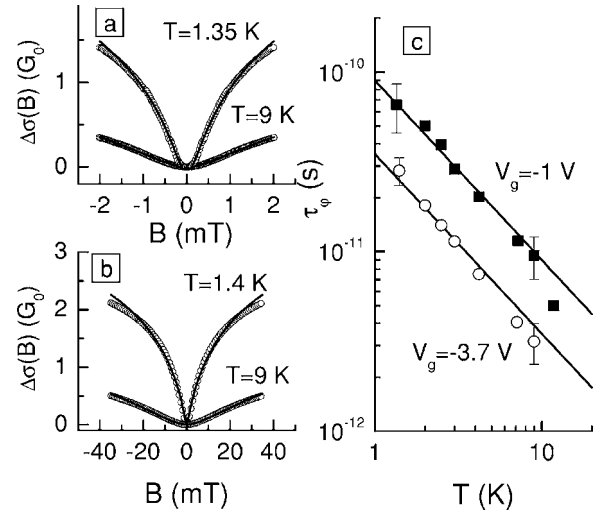 a
T=1.35 K
T=9 K
Δσ(B) (G₀)
1
0
-2 -1 0 1 2
B (mT)
b
T=1.4 K
T=9 K
Δσ(B) (G₀)
3
2
1
0
-40 -20 0 20 40
B (mT)
c
τφ (s)
10⁻¹⁰
10⁻¹¹
10⁻¹²
V_g=-1 V
V_g=-3.7 V
1 10
T (K)